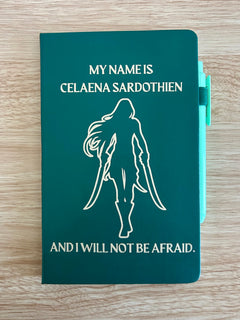 MY NAME IS
CELAENA SARDOTHIEN
AND I WILL NOT BE AFRAID.